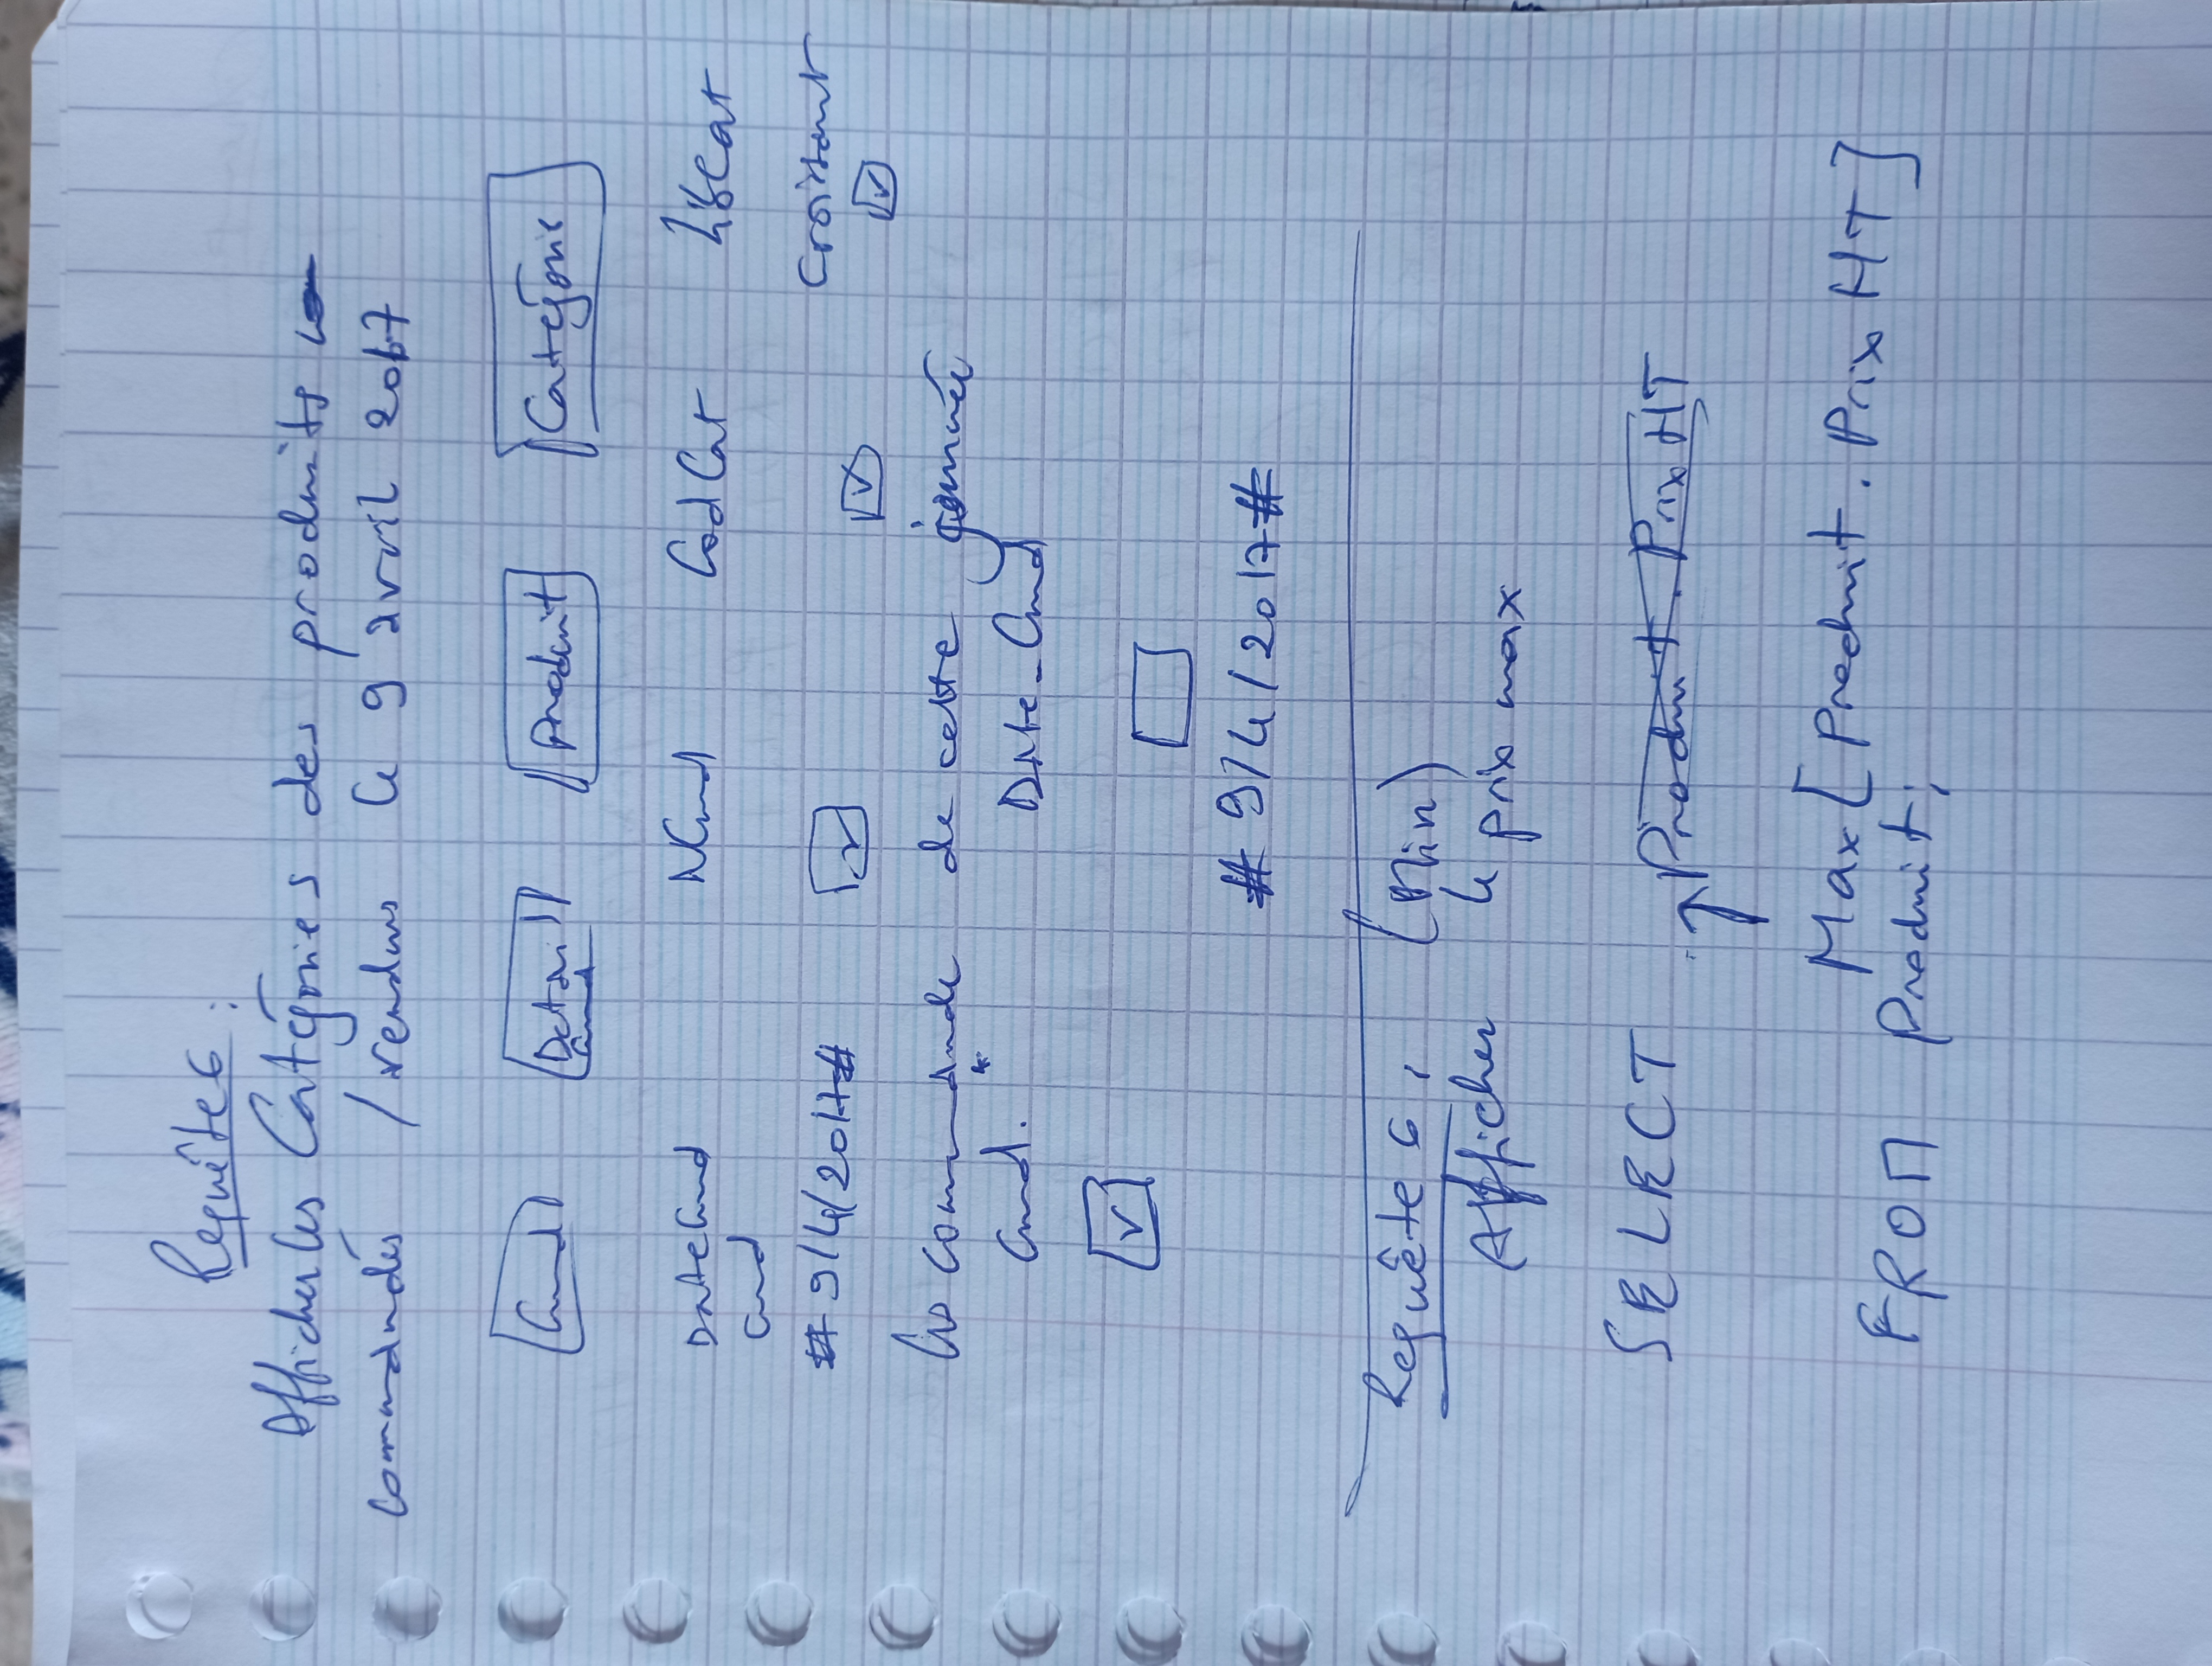 Requête 6 :
Afficher les Catégories des produits
commandés / vendus le 9 avril 2017
Cmd Detail Cmd Produit Catégorie
DateCmd NCmd CodCat LibCat
Cmd
# 9/4/2017# Croissant
les commande de cette journée
Cmd. * Date_Cmd
# 9/4/2017 #
Requête 6, (Min)
Afficher le prix max
SELECT Produit. Prix HT
Max [Produit. Prix HT]
FROM Produit;